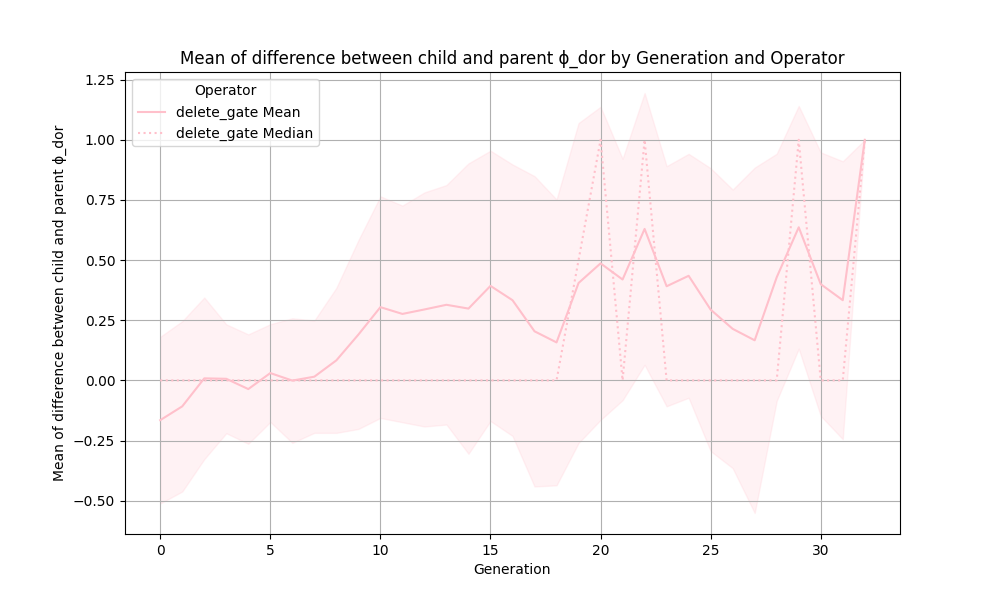 Mean of difference between child and parent ϕ_dor by Generation and Operator
Mean of difference between child and parent ϕ_dor
1.25
1.00
0.75
0.50
0.25
0.00
−0.25
−0.50
Operator
delete_gate Mean
delete_gate Median
0 5 10 15 20 25 30
Generation